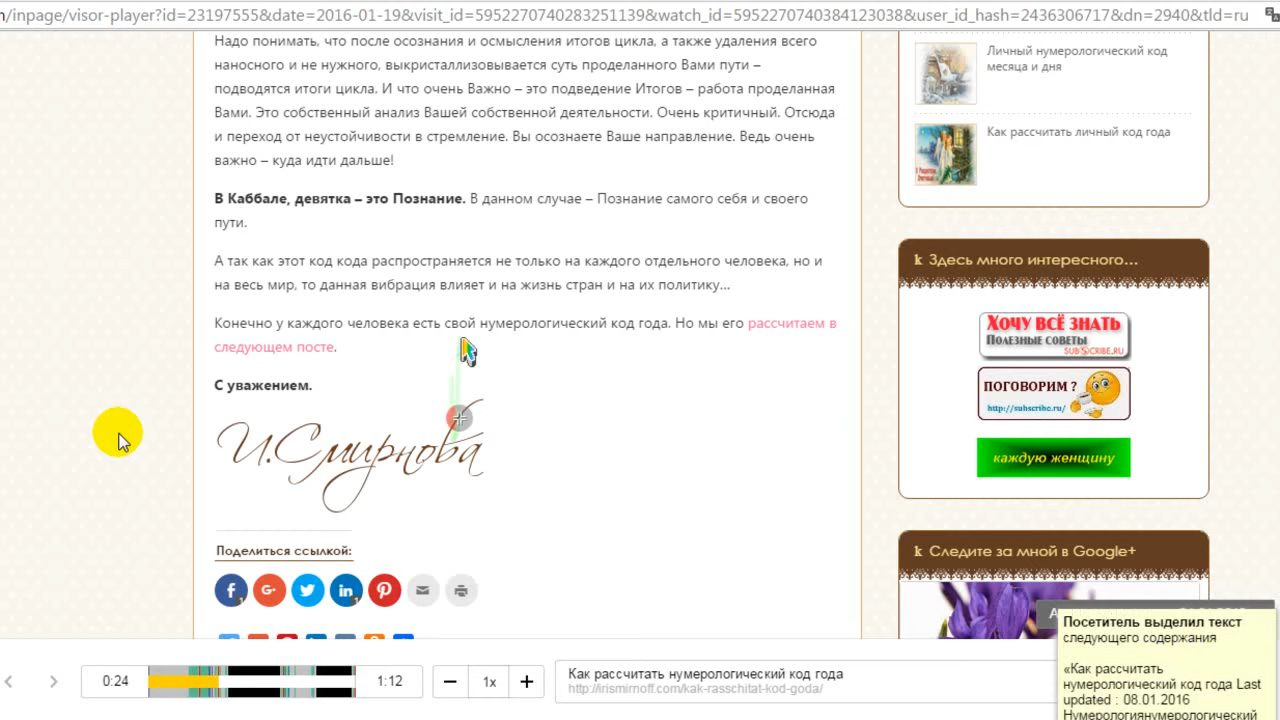 /inpage/visor-player?id=23197555&date=2016-01-19&visit_id=5952270740283251139&watch_id=5952270740384123038&user_id_hash=2436306717&dn=2940&tld=ru
Надо понимать, что после осознания и осмысления итогов цикла, а также удаления всего
наносного и не нужного, выкристаллизовывается суть проделанного Вами пути –
подводятся итоги цикла. И что очень Важно – это подведение Итогов – работа проделанная
Вами. Это собственный анализ Вашей собственной деятельности. Очень критичный. Отсюда
и переход от неустойчивости в стремление. Вы осознаете Ваше направление. Ведь очень
важно – куда идти дальше!
В Каббале, девятка – это Познание. В данном случае – Познание самого себя и своего
пути.
А так как этот код кода распространяется не только на каждого отдельного человека, но и
на весь мир, то данная вибрация влияет и на жизнь стран и на их политику...
Конечно у каждого человека есть свой нумерологический код года. Но мы его рассчитаем в
следующем посте.
С уважением.
И.Смирнова
Поделиться ссылкой:
Личный нумерологический код
месяца и дня
Как рассчитать личный код года
k Здесь много интересного...
ХОЧУ ВСЁ ЗНАТЬ
ПОЛЕЗНЫЕ СОВЕТЫ
SUBSCRIBE.RU
ПОГОВОРИМ ?
http://subscribe.ru/
каждую женщину
k Следите за мной в Google+
Посетитель выделил текст
следующего содержания
«Как рассчитать
нумерологический код года Last
updated : 08.01.2016
Нумерологиянумерологический
0:24
1:12
1x
Как рассчитать нумерологический код года
http://irismirnoff.com/kak-rasschitat-kod-goda/